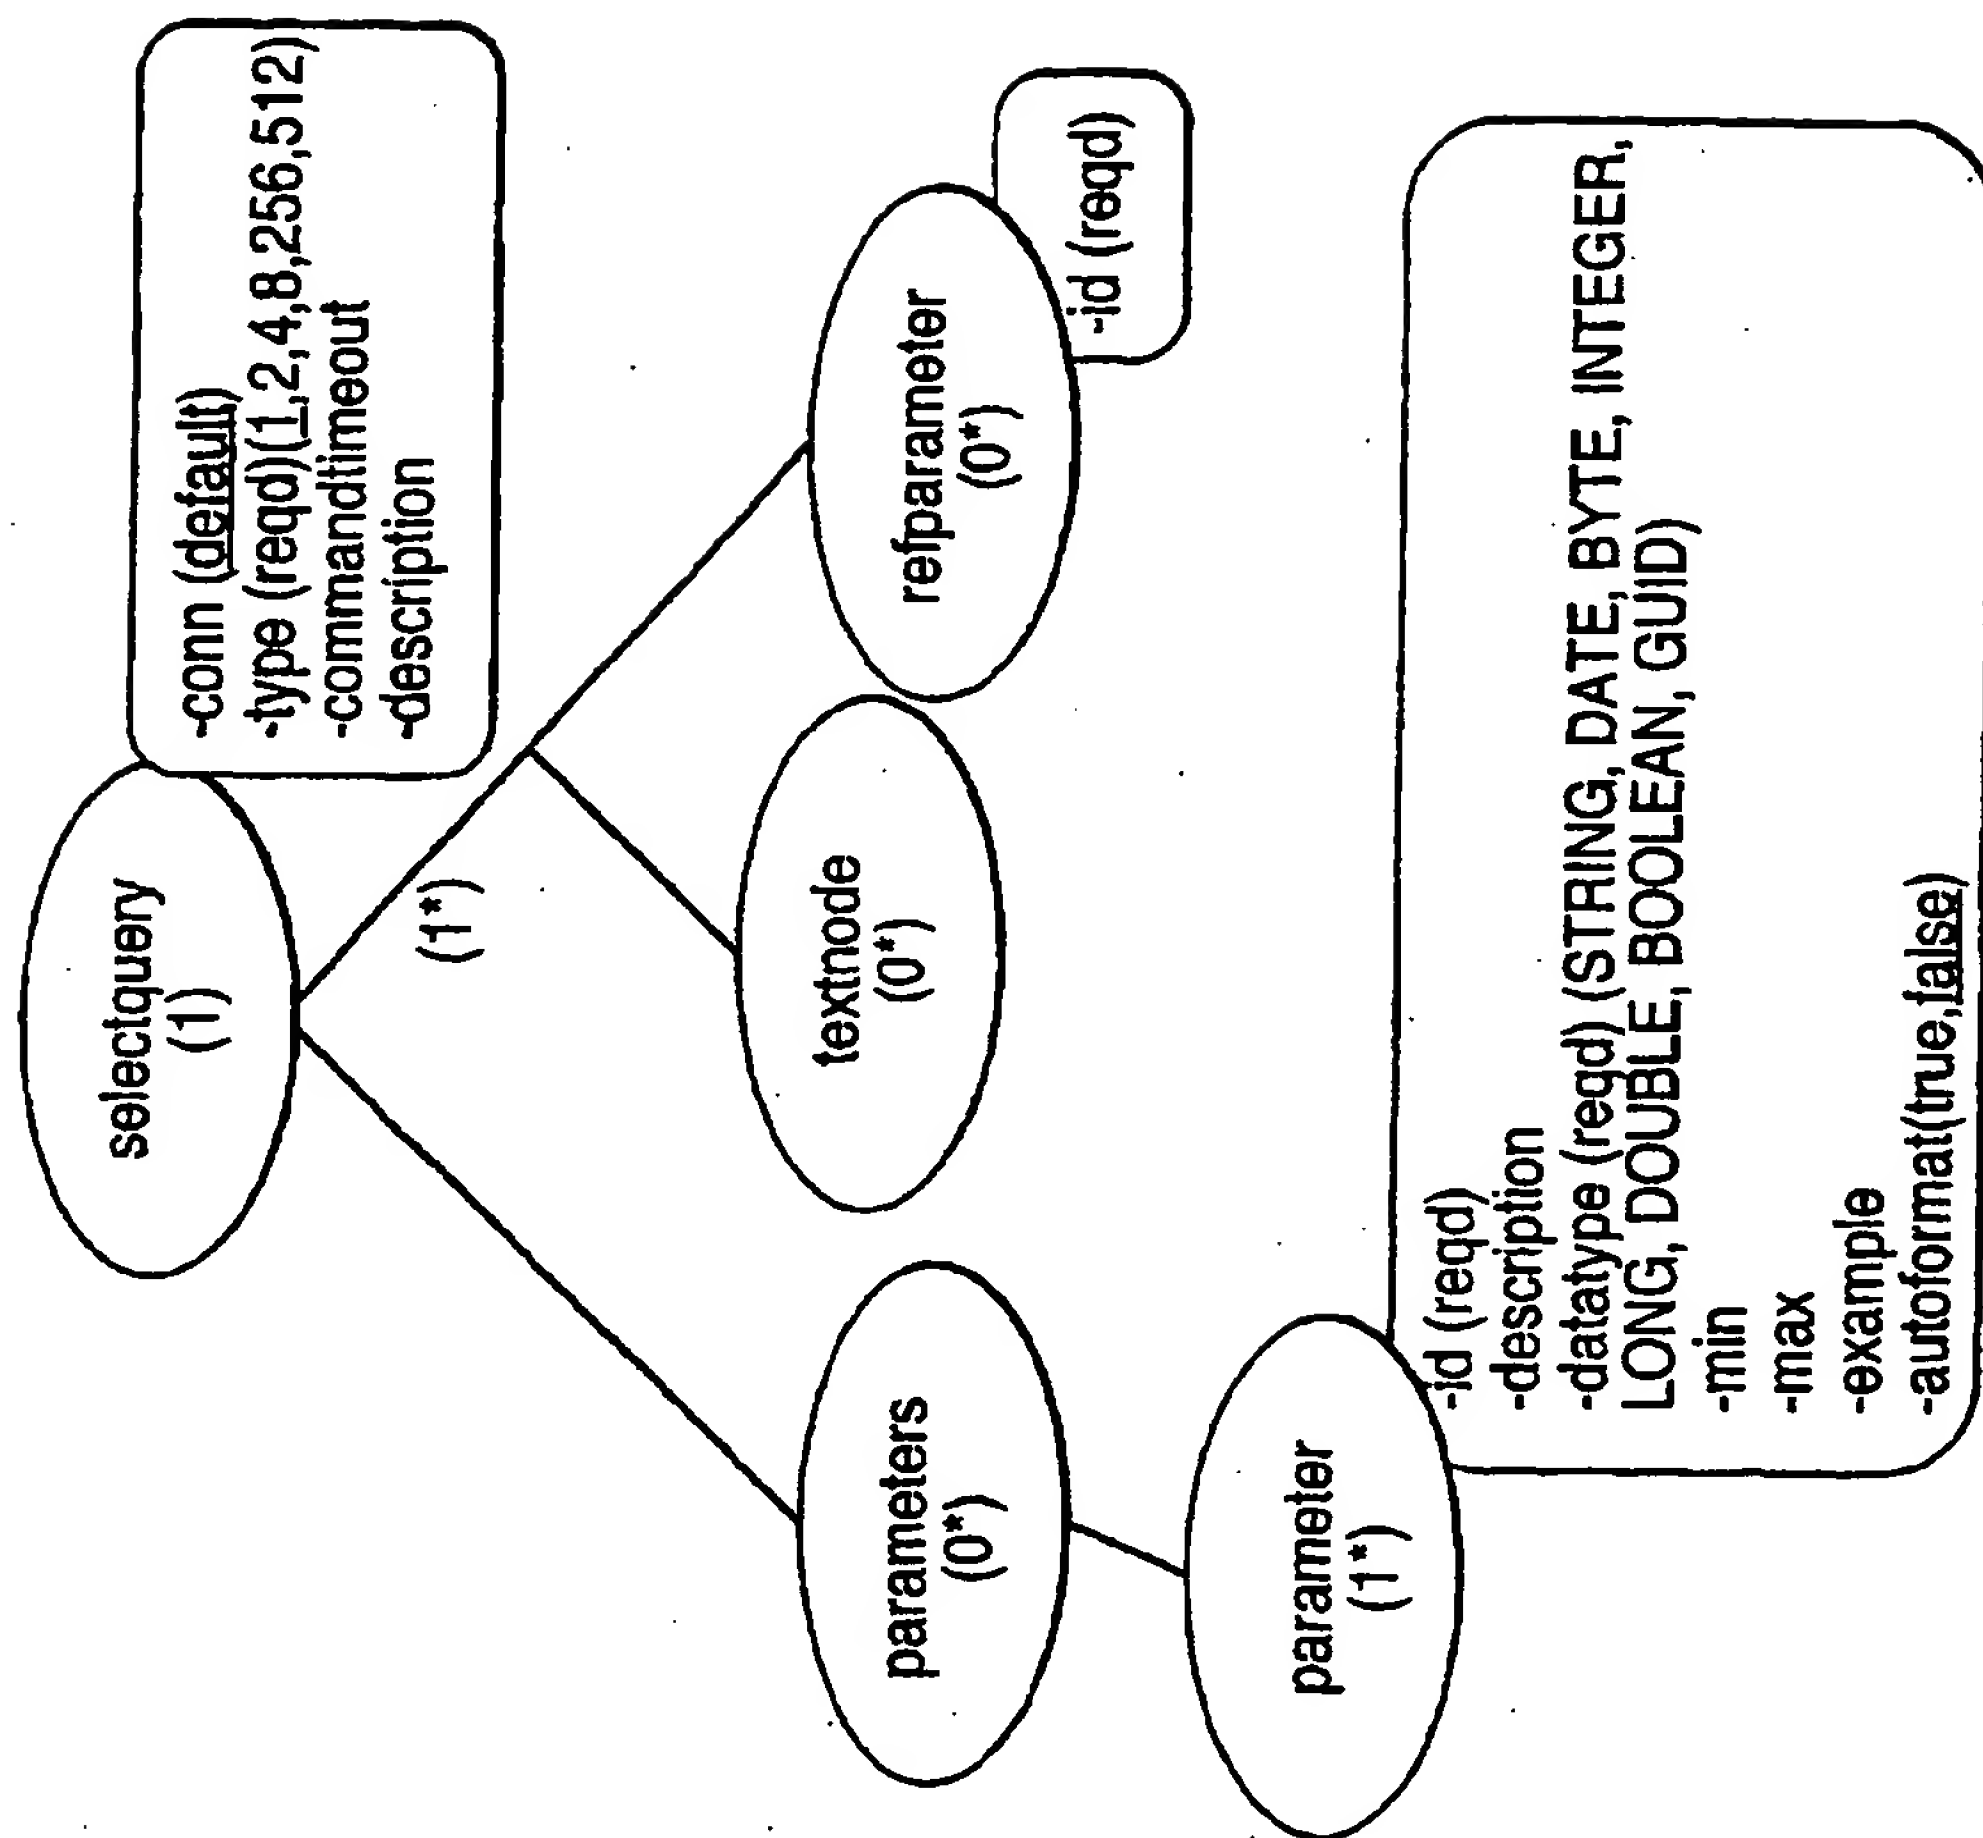 selectquery
(1)
-conn (default)
-type (reqd)(1,2,4,8,256,512)
-commandtimeout
-description
(1*)
parameters
(0*)
textnode
(0*)
refparameter
(0*)
-id (reqd)
parameter
(1*)
-id (reqd)
-description
-datatype (reqd) (STRING, DATE, BYTE, INTEGER,
LONG, DOUBLE, BOOLEAN, GUID)
-min
-max
-example
-autoformat(true,false)